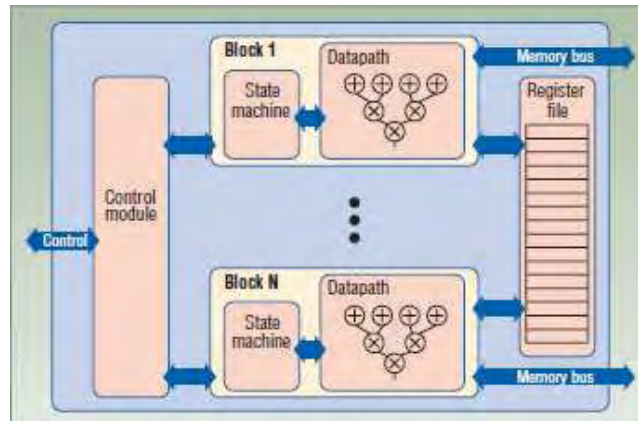 Block 1
State
machine
Datapath
Memory bus
Register
file
Control
module
Control
Block N
State
machine
Datapath
Memory bus